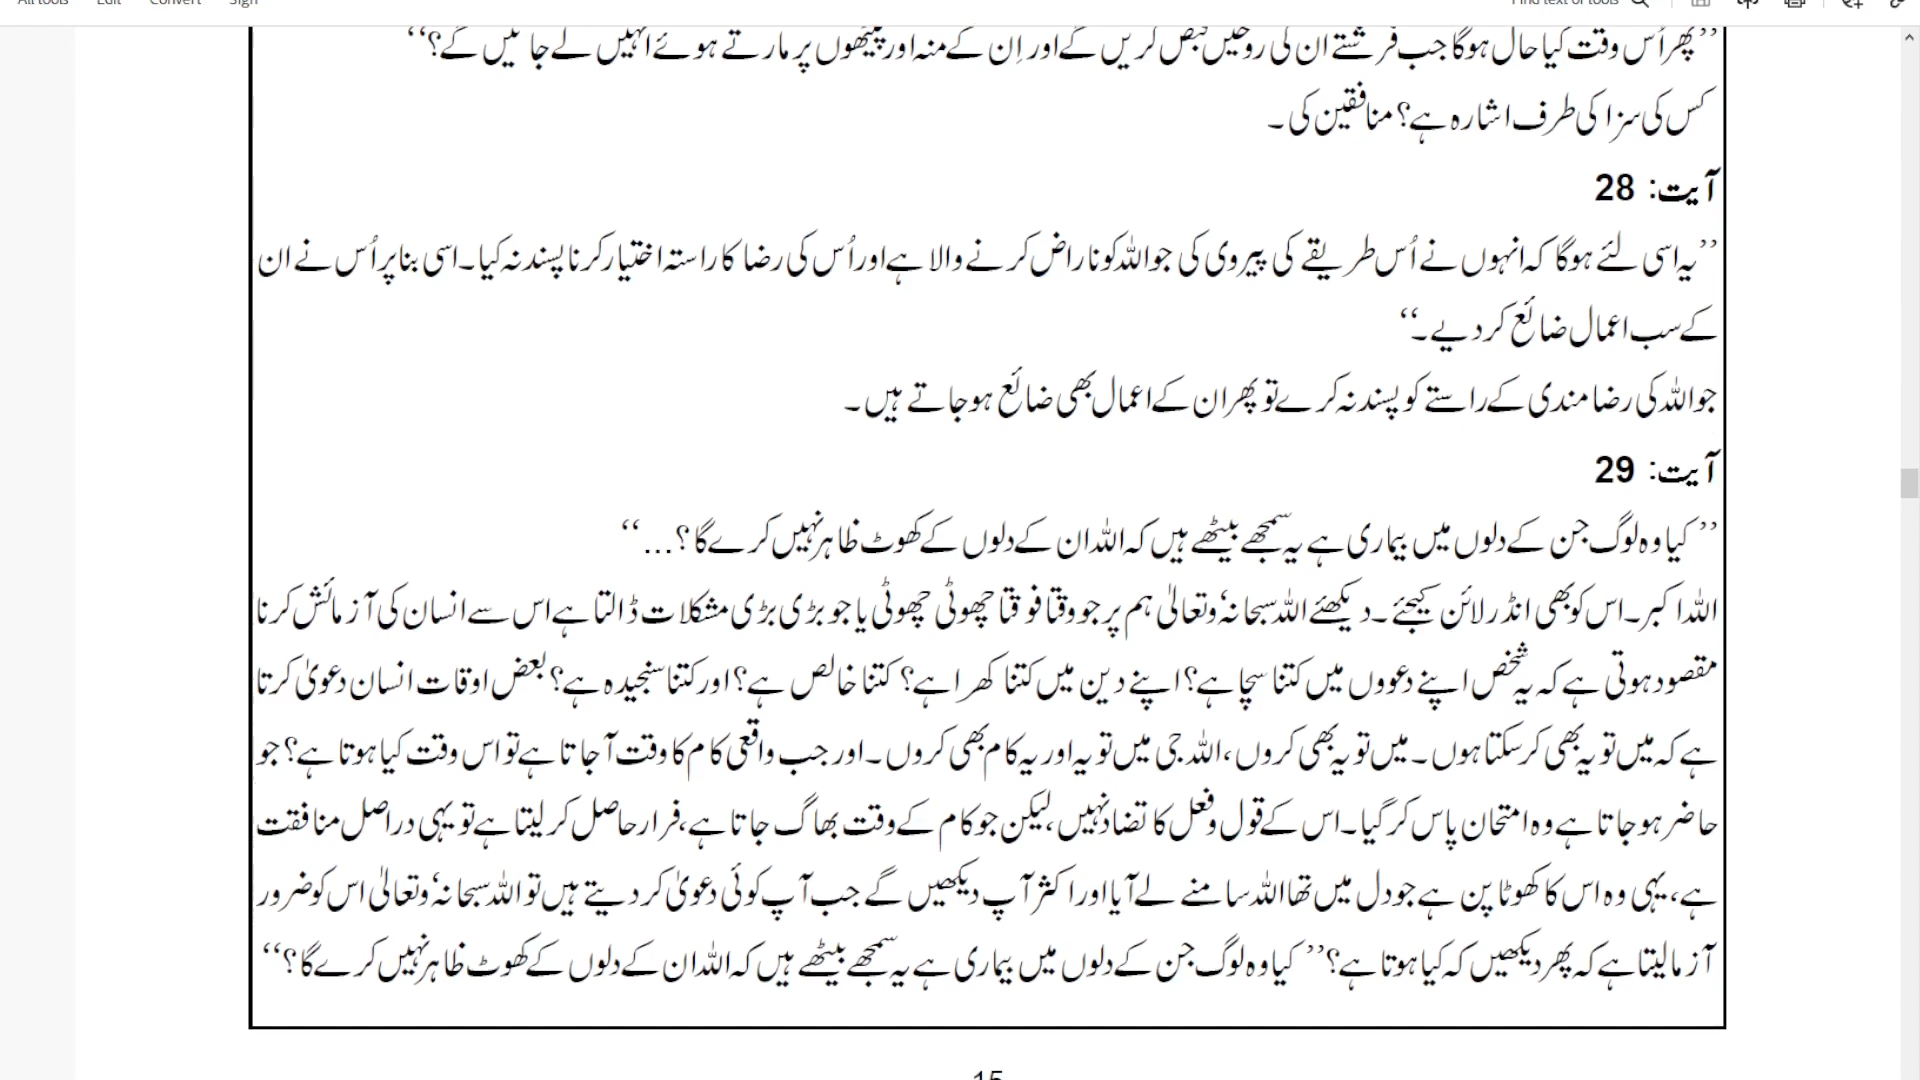 All tools Edit Convert Sign Find text or tools
’’پھر اُس وقت کیا حال ہوگا جب فرشتے ان کی روحیں قبض کریں گے اور اِن کے منہ اور پیٹھوں پر مارتے ہوئے انہیں لے جائیں گے؟‘‘
کس کی سزا کی طرف اشارہ ہے؟ منافقین کی۔
آیت: 28
’’یہ اسی لئے ہوگا کہ انہوں نے اُس طریقے کی پیروی کی جو اللہ کو ناراض کرنے والا ہے اور اُس کی رضا کا راستہ اختیار کرنا پسند نہ کیا۔ اسی بنا پر اُس نے ان
کے سب اعمال ضائع کر دیے۔‘‘
جو اللہ کی رضا مندی کے راستے کو پسند نہ کرے تو پھر ان کے اعمال بھی ضائع ہو جاتے ہیں۔
آیت: 29
’’کیا وہ لوگ جن کے دلوں میں بیماری ہے یہ سمجھے بیٹھے ہیں کہ اللہ ان کے دلوں کے کھوٹ ظاہر نہیں کرے گا؟...‘‘
اللہ اکبر۔ اس کو بھی انڈر لائن کیجئے۔ دیکھئے اللہ سبحانہٗ وتعالیٰ ہم پر جو وقتا فوقتا چھوٹی چھوٹی یا جو بڑی بڑی مشکلات ڈالتا ہے اس سے انسان کی آزمائش کرنا
مقصود ہوتی ہے کہ یہ شخص اپنے دعووں میں کتنا سچا ہے؟ اپنے دین میں کتنا کھرا ہے؟ کتنا خالص ہے؟ اور کتنا سنجیدہ ہے؟ بعض اوقات انسان دعویٰ کرتا
ہے کہ میں تو یہ بھی کر سکتا ہوں۔ میں تو یہ بھی کروں، اللہ جی میں تو یہ اور یہ کام بھی کروں۔ اور جب واقعی کام کا وقت آ جاتا ہے تو اس وقت کیا ہوتا ہے؟ جو
حاضر ہو جاتا ہے وہ امتحان پاس کر گیا۔ اس کے قول و فعل کا تضاد نہیں، لیکن جو کام کے وقت بھاگ جاتا ہے، فرار حاصل کر لیتا ہے تو یہی دراصل منافقت
ہے، یہی وہ اس کا کھوٹا پن ہے جو دل میں تھا اللہ سامنے لے آیا اور اکثر آپ دیکھیں گے جب آپ کوئی دعویٰ کر دیتے ہیں تو اللہ سبحانہٗ وتعالیٰ اس کو ضرور
آزما لیتا ہے کہ پھر دیکھیں کہ کیا ہوتا ہے؟ ’’کیا وہ لوگ جن کے دلوں میں بیماری ہے یہ سمجھے بیٹھے ہیں کہ اللہ ان کے دلوں کے کھوٹ ظاہر نہیں کرے گا؟‘‘
15